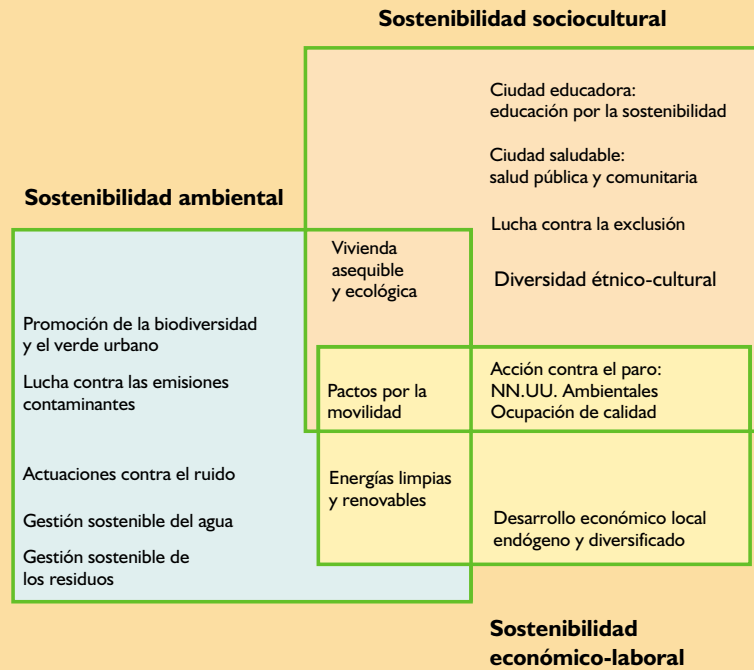 Sostenibilidad sociocultural
Ciudad educadora:
educación por la sostenibilidad
Ciudad saludable:
salud pública y comunitaria
Lucha contra la exclusión
Diversidad étnico-cultural
Sostenibilidad ambiental
Vivienda
asequible
y ecológica
Promoción de la biodiversidad
y el verde urbano
Lucha contra las emisiones
contaminantes
Pactos por la
movilidad
Acción contra el paro:
NN.UU. Ambientales
Ocupación de calidad
Actuaciones contra el ruido
Energías limpias
y renovables
Gestión sostenible del agua
Desarrollo económico local
endógeno y diversificado
Gestión sostenible de
los residuos
Sostenibilidad
económico-laboral